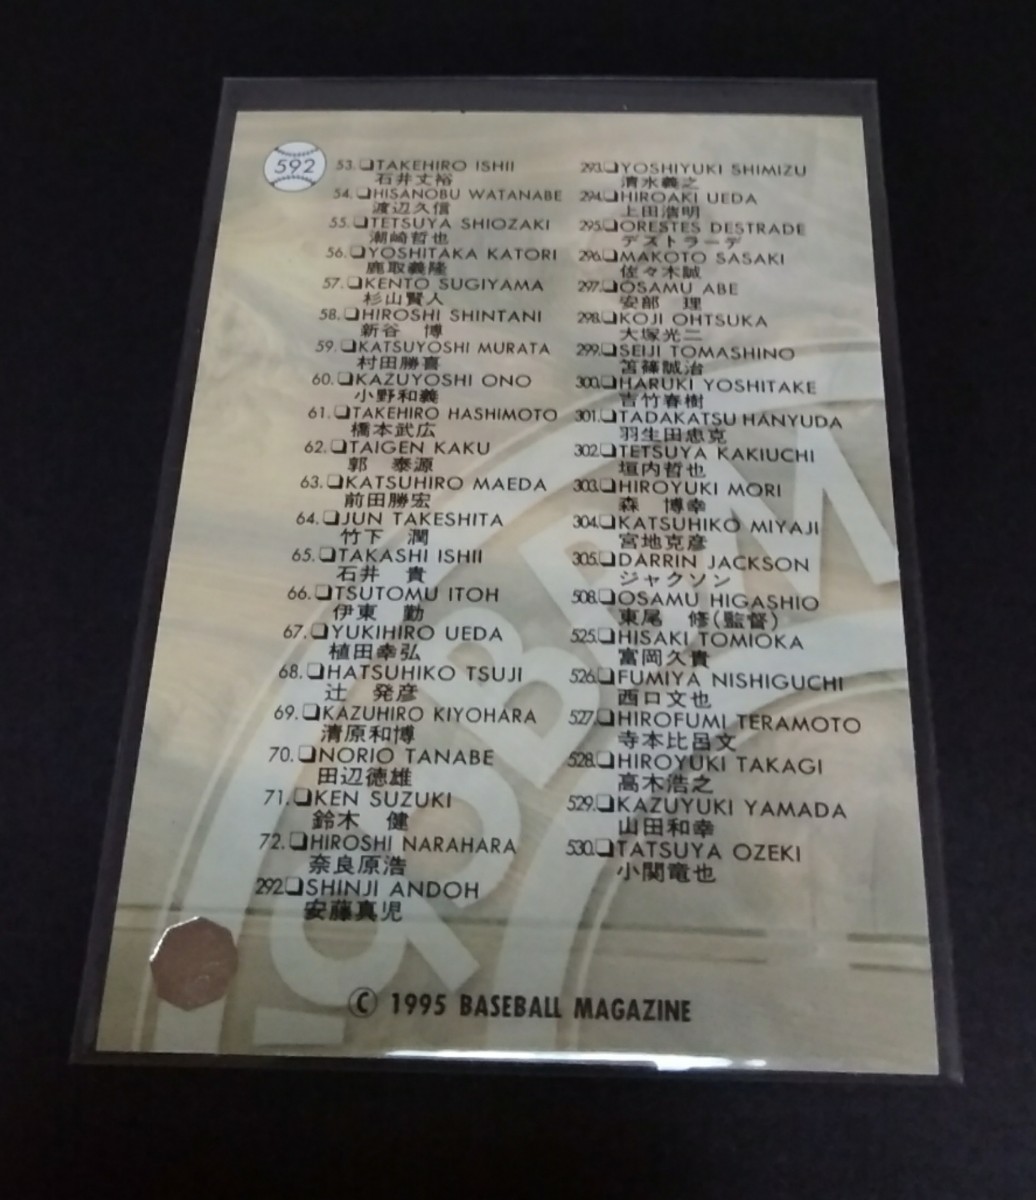 592
53.❏TAKEHIRO ISHII
石井丈裕
54.❏HISANOBU WATANABE
渡辺久信
55.❏TETSUYA SHIOZAKI
潮崎哲也
56.❏YOSHITAKA KATORI
鹿取義隆
57.❏KENTO SUGIYAMA
杉山賢人
58.❏HIROSHI SHINTANI
新谷 博
59.❏KATSUYOSHI MURATA
村田勝喜
60.❏KAZUYOSHI ONO
小野和義
61.❏TAKEHIRO HASHIMOTO
橋本武広
62.❏TAIGEN KAKU
郭 泰源
63.❏KATSUHIRO MAEDA
前田勝宏
64.❏JUN TAKESHITA
竹下 潤
65.❏TAKASHI ISHII
石井 貴
66.❏TSUTOMU ITOH
伊東 勤
67.❏YUKIHIRO UEDA
植田幸弘
68.❏HATSUHIKO TSUJI
辻 発彦
69.❏KAZUHIRO KIYOHARA
清原和博
70.❏NORIO TANABE
田辺徳雄
71.❏KEN SUZUKI
鈴木 健
72.❏HIROSHI NARAHARA
奈良原浩
292❏SHINJI ANDOH
安藤真児
293.❏YOSHIYUKI SHIMIZU
清水義之
294.❏HIROAKI UEDA
上田浩明
295.❏ORESTES DESTRADE
デストラーデ
296.❏MAKOTO SASAKI
佐々木誠
297.❏OSAMU ABE
安部 理
298.❏KOJI OHTSUKA
大塚光二
299.❏SEIJI TOMASHINO
笘篠誠治
300.❏HARUKI YOSHITAKE
吉竹春樹
301.❏TADAKATSU HANYUDA
羽生田忠克
302.❏TETSUYA KAKIUCHI
垣内哲也
303.❏HIROYUKI MORI
森 博幸
304.❏KATSUHIKO MIYAJI
宮地克彦
305.❏DARRIN JACKSON
ジャクソン
508.❏OSAMU HIGASHIO
東尾 修(監督)
525.❏HISAKI TOMIOKA
富岡久貴
526.❏FUMIYA NISHIGUCHI
西口文也
527.❏HIROFUMI TERAMOTO
寺本比呂文
528.❏HIROYUKI TAKAGI
高木浩之
529.❏KAZUYUKI YAMADA
山田和幸
530.❏TATSUYA OZEKI
小関竜也
BBM
© 1995 BASEBALL MAGAZINE